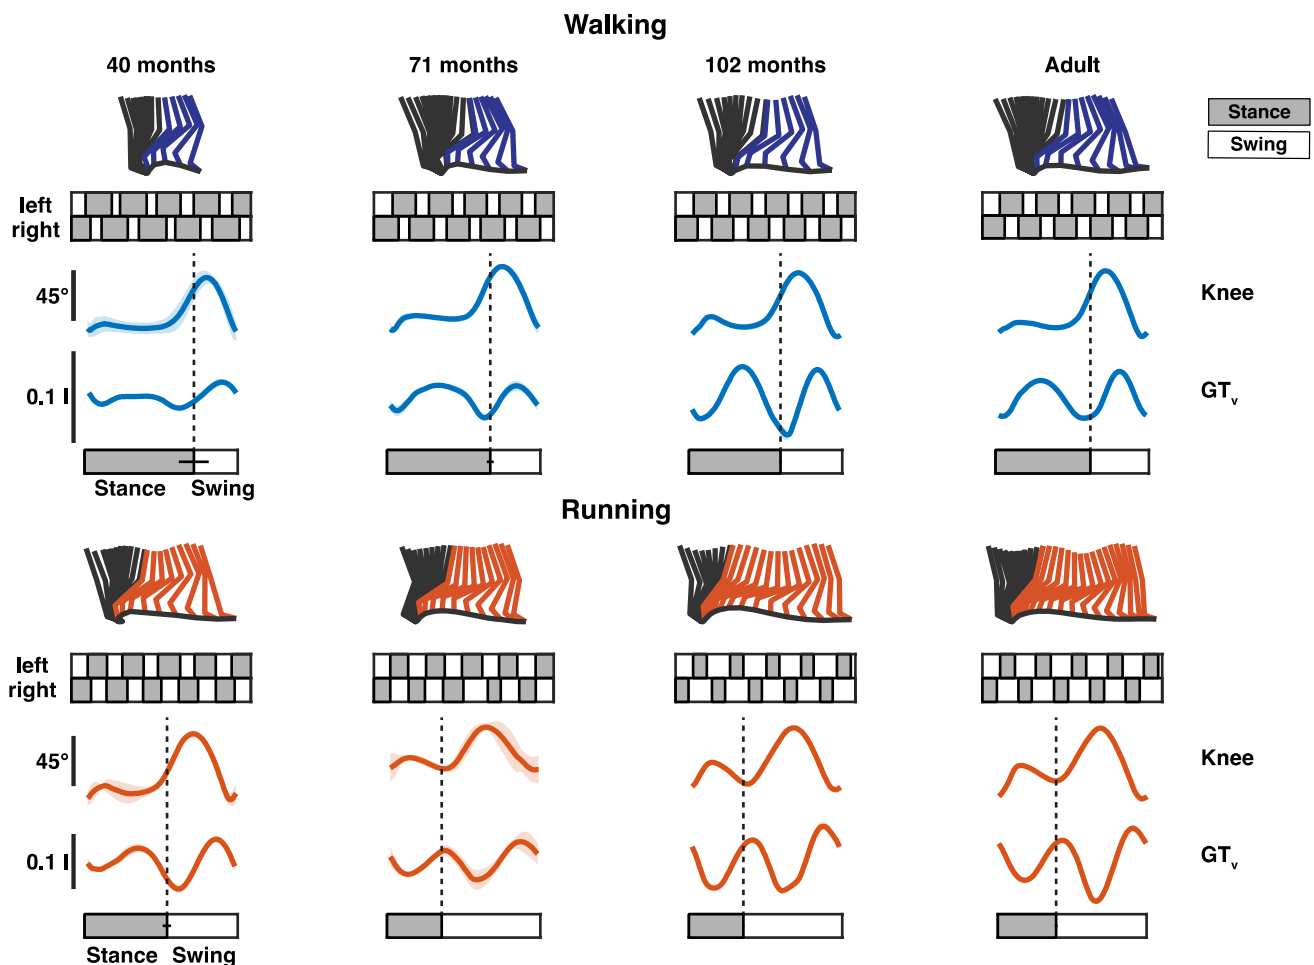 Walking
40 months
71 months
102 months
Adult
Stance
Swing
left
right
45°
Knee
0.1 l
GTv
Stance
Swing
Running
left
right
45°
Knee
0.1 l
GTv
Stance
Swing